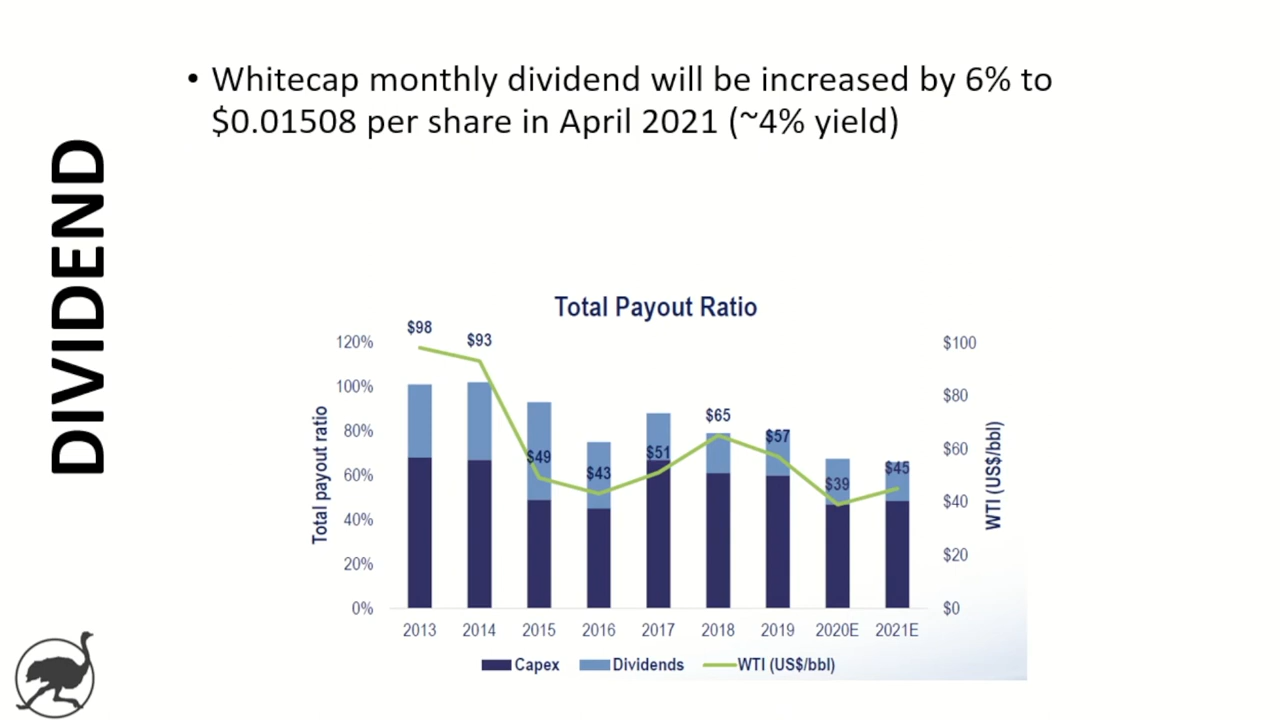 DIVIDEND
• Whitecap monthly dividend will be increased by 6% to
$0.01508 per share in April 2021 (~4% yield)
Total Payout Ratio
Total payout ratio
120%
100%
80%
60%
40%
20%
0%
$98
$93
$49
$43
$51
$65
$57
$39
$45
$100
$80
$60
$40
$20
$0
WTI (US$/bbl)
2013 2014 2015 2016 2017 2018 2019 2020E 2021E
Capex Dividends WTI (US$/bbl)